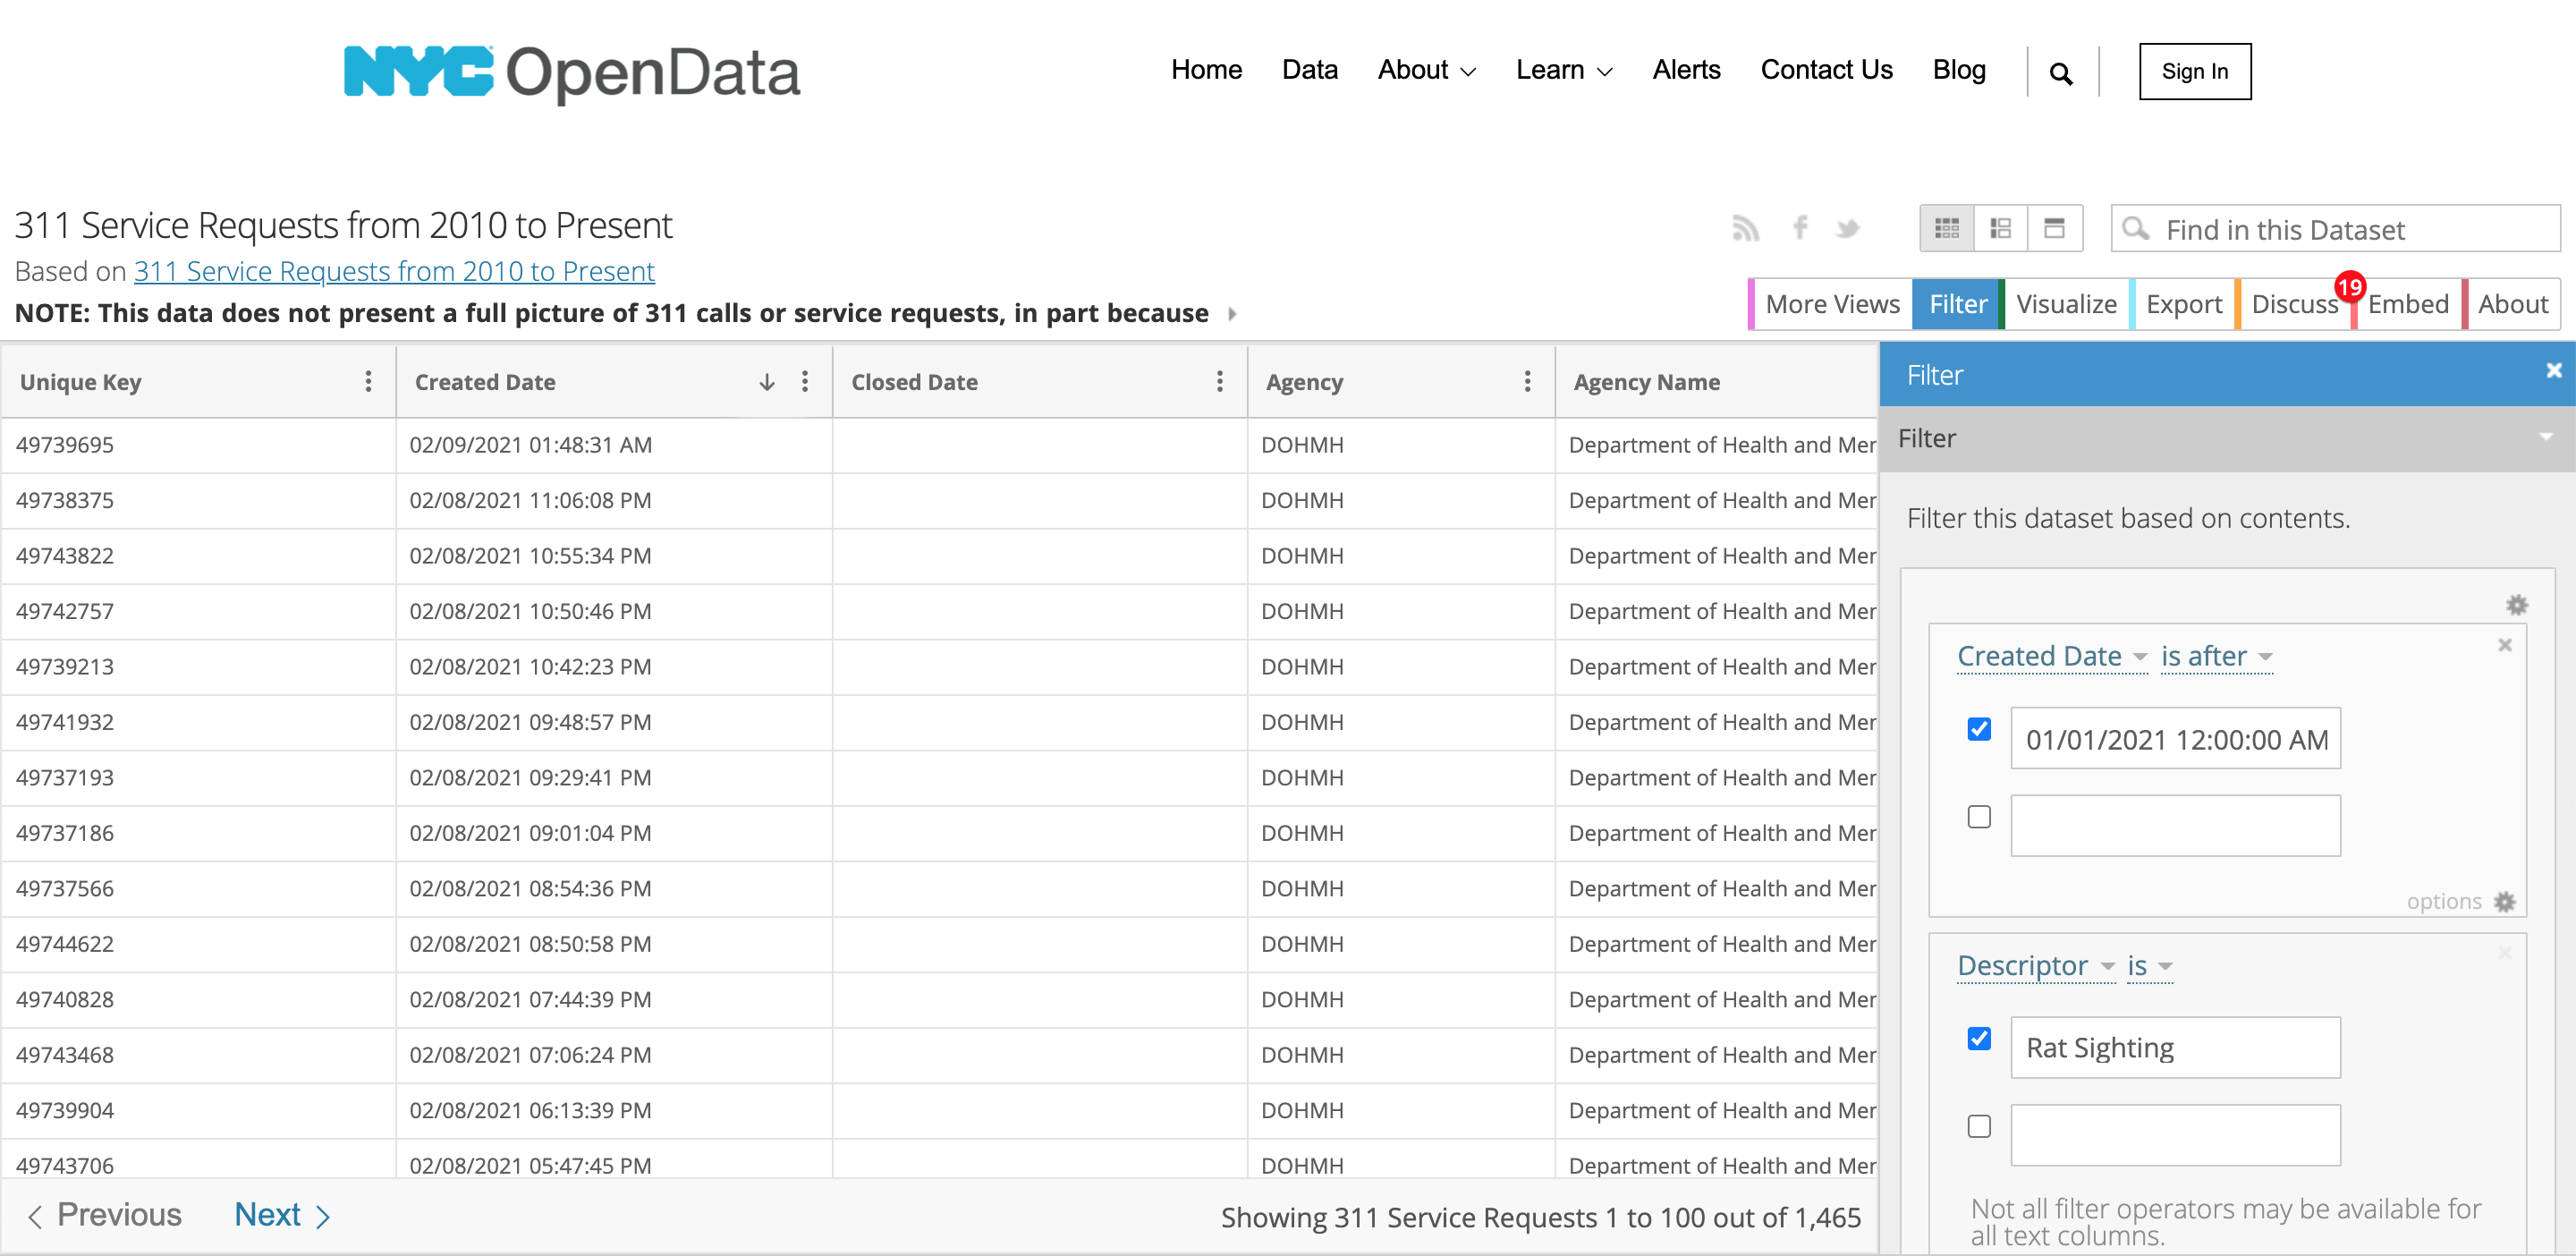 NYC OpenData
Home Data About Learn Alerts Contact Us Blog Sign In
311 Service Requests from 2010 to Present
Based on 311 Service Requests from 2010 to Present
NOTE: This data does not present a full picture of 311 calls or service requests, in part because
Find in this Dataset
More Views Filter Visualize Export Discuss 19 Embed About
Unique Key Created Date Closed Date Agency Agency Name
49739695 02/09/2021 01:48:31 AM DOHMH Department of Health and Mer
49738375 02/08/2021 11:06:08 PM DOHMH Department of Health and Mer
49743822 02/08/2021 10:55:34 PM DOHMH Department of Health and Mer
49742757 02/08/2021 10:50:46 PM DOHMH Department of Health and Mer
49739213 02/08/2021 10:42:23 PM DOHMH Department of Health and Mer
49741932 02/08/2021 09:48:57 PM DOHMH Department of Health and Mer
49737193 02/08/2021 09:29:41 PM DOHMH Department of Health and Mer
49737186 02/08/2021 09:01:04 PM DOHMH Department of Health and Mer
49737566 02/08/2021 08:54:36 PM DOHMH Department of Health and Mer
49744622 02/08/2021 08:50:58 PM DOHMH Department of Health and Mer
49740828 02/08/2021 07:44:39 PM DOHMH Department of Health and Mer
49743468 02/08/2021 07:06:24 PM DOHMH Department of Health and Mer
49739904 02/08/2021 06:13:39 PM DOHMH Department of Health and Mer
49743706 02/08/2021 05:47:45 PM DOHMH Department of Health and Mer
Previous Next Showing 311 Service Requests 1 to 100 out of 1,465
Filter
Filter
Filter this dataset based on contents.
Created Date is after
01/01/2021 12:00:00 AM
options
Descriptor is
Rat Sighting
Not all filter operators may be available for
all text columns.